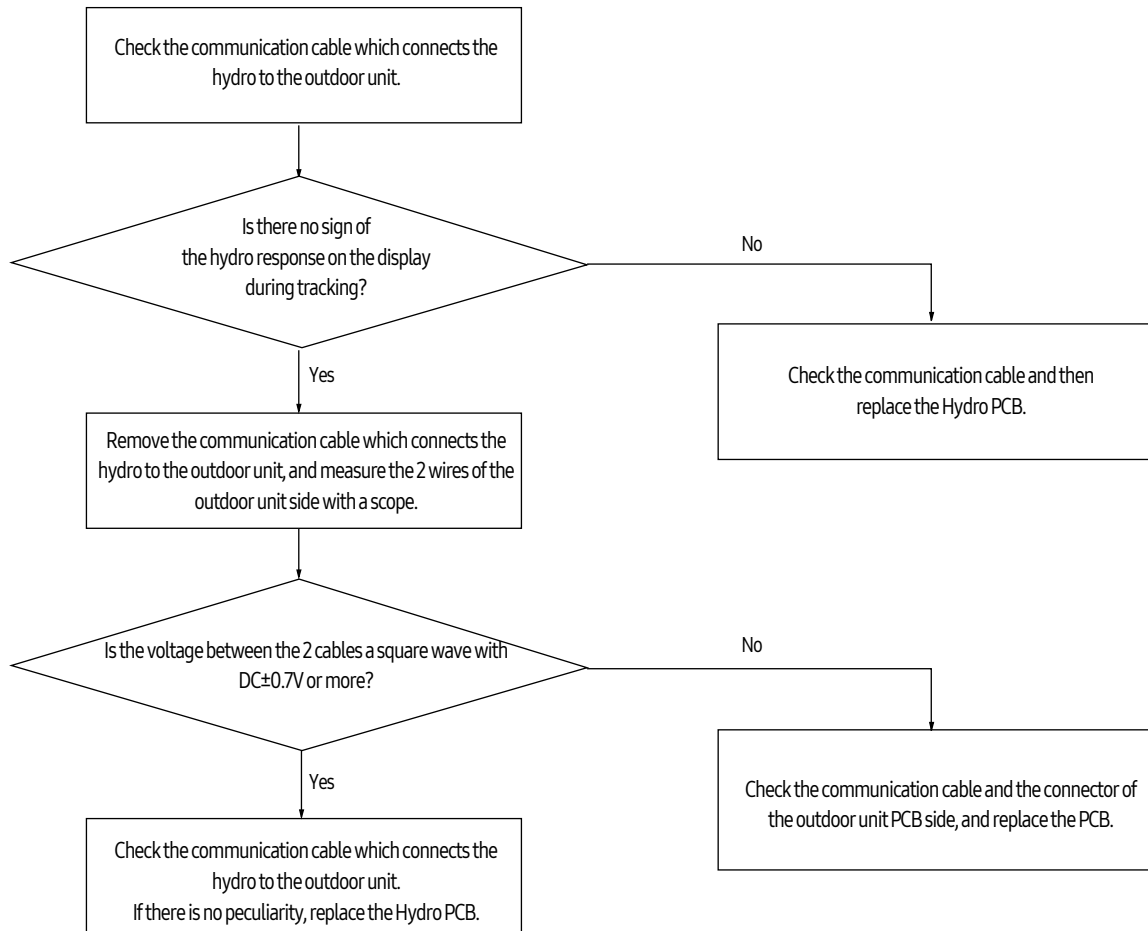 Check the communication cable which connects the
hydro to the outdoor unit.
Is there no sign of
the hydro response on the display
during tracking?
No
Check the communication cable and then
replace the Hydro PCB.
Yes
Remove the communication cable which connects the
hydro to the outdoor unit, and measure the 2 wires of the
outdoor unit side with a scope.
Is the voltage between the 2 cables a square wave with
DC±0.7V or more?
No
Check the communication cable and the connector of
the outdoor unit PCB side, and replace the PCB.
Yes
Check the communication cable which connects the
hydro to the outdoor unit.
If there is no peculiarity, replace the Hydro PCB.